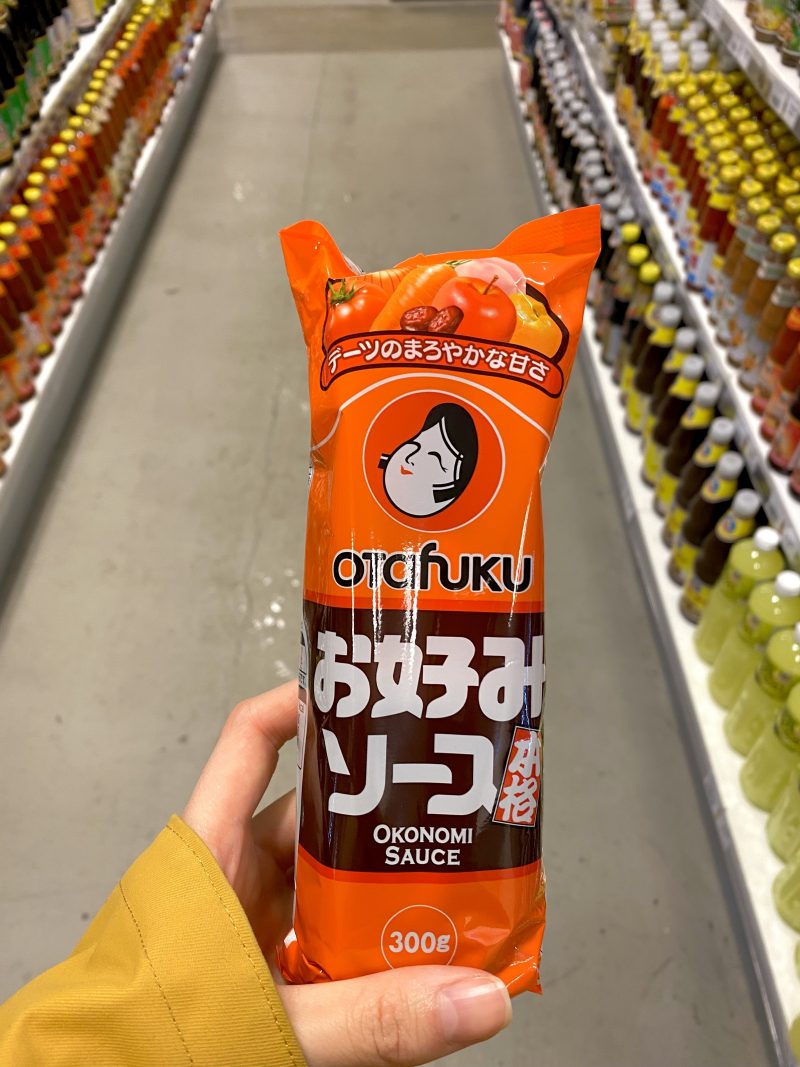 デーツのまろやかな甘さ
OTafuKU
お好み
ソース
本格
OKONOMI
SAUCE
300g